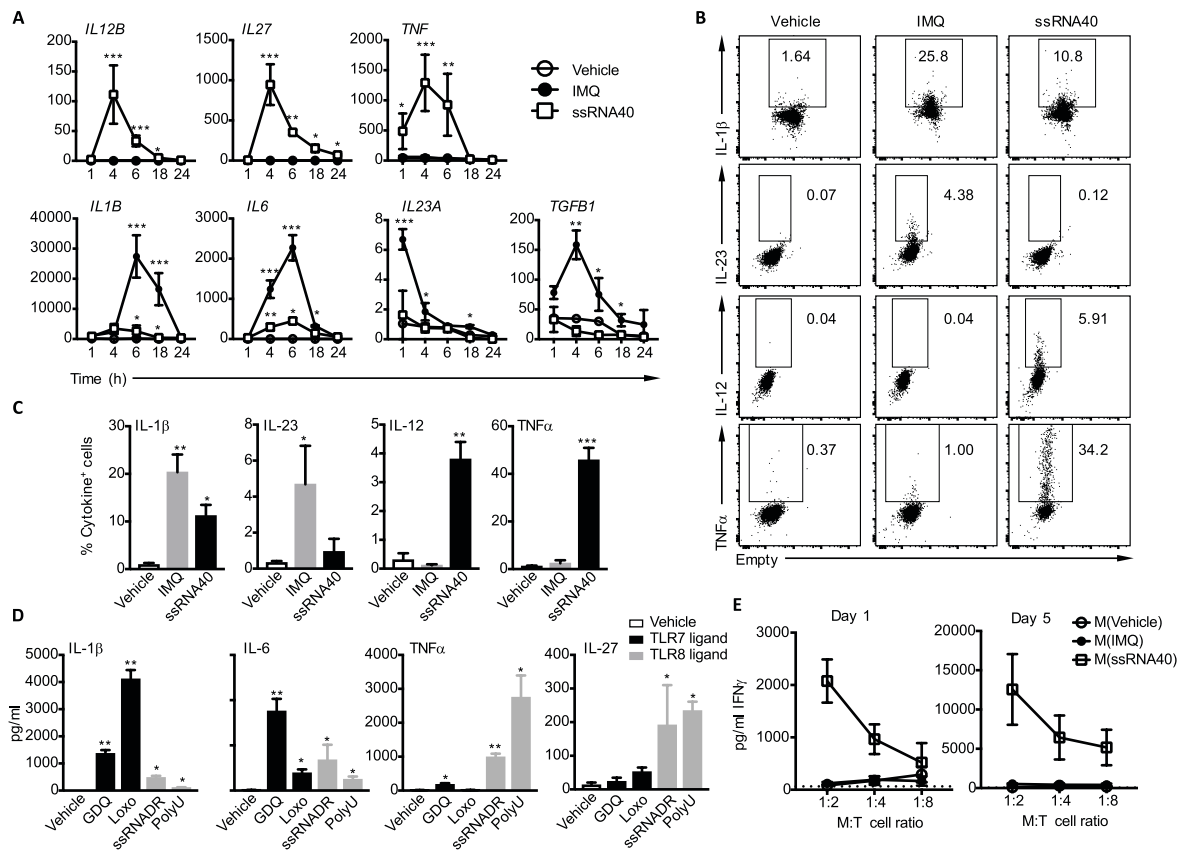 A
IL12B
IL27
TNF
200
150
100
50
0
1500
1000
500
0
2000
1500
1000
500
0
***
***
*
***
**
*
*
*
***
**
1 4 6 18 24
1 4 6 18 24
1 4 6 18 24
Vehicle
IMQ
ssRNA40
IL1B
IL6
IL23A
TGFB1
40000
30000
20000
10000
0
3000
2000
1000
0
8
6
4
2
0
200
150
100
50
0
***
***
*
*
***
***
**
*
*
***
*
*
**
*
*
*
1 4 6 18 24
1 4 6 18 24
1 4 6 18 24
1 4 6 18 24
Time (h)
B
Vehicle
IMQ
ssRNA40
IL-1β
1.64
25.8
10.8
IL-23
0.07
4.38
0.12
IL-12
0.04
0.04
5.91
TNFα
0.37
1.00
34.2
Empty
C
% Cytokine⁺ cells
IL-1β
30
20
10
0
**
*
Vehicle
IMQ
ssRNA40
IL-23
8
6
4
2
0
*
Vehicle
IMQ
ssRNA40
IL-12
5
4
3
2
1
0
**
Vehicle
IMQ
ssRNA40
TNFα
60
40
20
0
***
Vehicle
IMQ
ssRNA40
D
Vehicle
TLR7 ligand
TLR8 ligand
pg/ml
IL-1β
5000
4000
3000
2000
1000
0
**
**
*
*
Vehicle
GDQ
Loxo
ssRNADR
PolyU
IL-6
**
*
*
*
Vehicle
GDQ
Loxo
ssRNADR
PolyU
TNFα
4000
3000
2000
1000
0
*
**
*
Vehicle
GDQ
Loxo
ssRNADR
PolyU
IL-27
400
300
200
100
0
*
*
Vehicle
GDQ
Loxo
ssRNADR
PolyU
E
Day 1
Day 5
M(Vehicle)
M(IMQ)
M(ssRNA40)
pg/ml IFNγ
3000
2000
1000
0
1:2 1:4 1:8
M:T cell ratio
20000
15000
10000
5000
0
1:2 1:4 1:8
M:T cell ratio